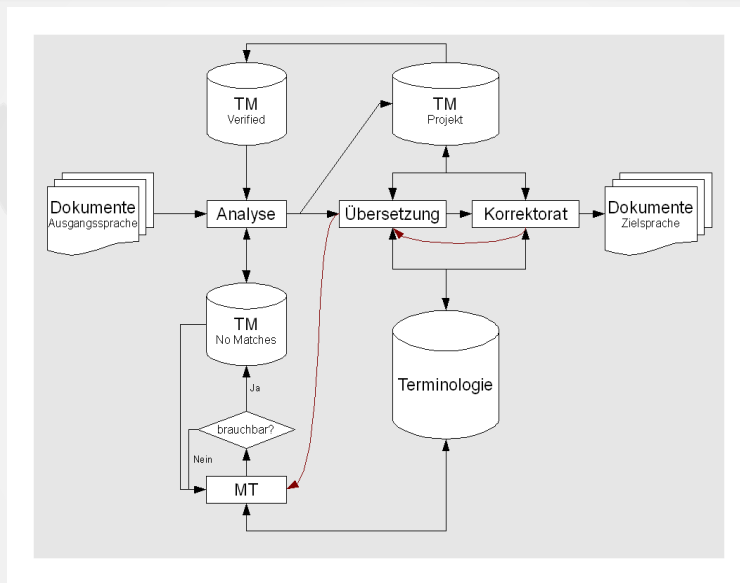 TM
Verified
TM
Projekt
Dokumente
Ausgangssprache
Analyse
Übersetzung
Korrektorat
Dokumente
Zielsprache
TM
No Matches
Terminologie
Ja
brauchbar?
Nein
MT